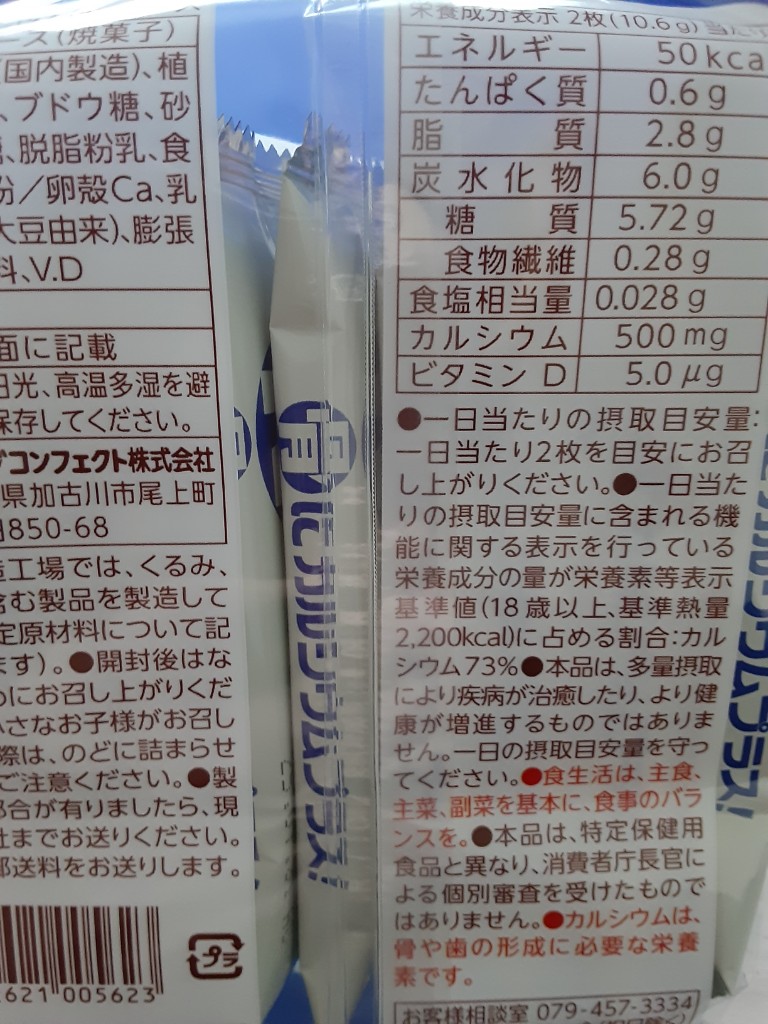 ース(焼菓子)
(国内製造)、植
、ブドウ糖、砂
、脱脂粉乳、食
分／卵殻Ca、乳
大豆由来)、膨張
料、V.D
面に記載
日光、高温多湿を避
保存してください。
コンフェクト株式会社
県加古川市尾上町
850-68
造工場では、くるみ、
含む製品を製造して
定原材料について記
ます)。●開封後はな
めにお召し上がりくだ
小さなお子様がお召し
際は、のどに詰まらせ
ご注意ください。●製
都合が有りましたら、現
社までお送りください。
郵送料をお送りします。
621 005623
プラ
骨にカルシウムプラス!
栄養成分表示 2枚(10.6g)当たり
エネルギー 50kca
たんぱく質 0.6g
脂質 2.8g
炭水化物 6.0g
糖質 5.72g
食物繊維 0.28g
食塩相当量 0.028g
カルシウム 500mg
ビタミンD 5.0μg
●一日当たりの摂取目安量:
一日当たり2枚を目安にお召
し上がりください。●一日当た
りの摂取目安量に含まれる機
能に関する表示を行っている
栄養成分の量が栄養素等表示
基準値(18歳以上、基準熱量
2,200kcal)に占める割合:カル
シウム73%●本品は、多量摂取
により疾病が治癒したり、より健
康が増進するものではありま
せん。一日の摂取目安量を守っ
てください。●食生活は、主食、
主菜、副菜を基本に、食事のバラ
ンスを。●本品は、特定保健用
食品と異なり、消費者庁長官に
よる個別審査を受けたもので
はありません。●カルシウムは、
骨や歯の形成に必要な栄養
素です。
お客様相談室 079-457-3334
カルシウムプラス!